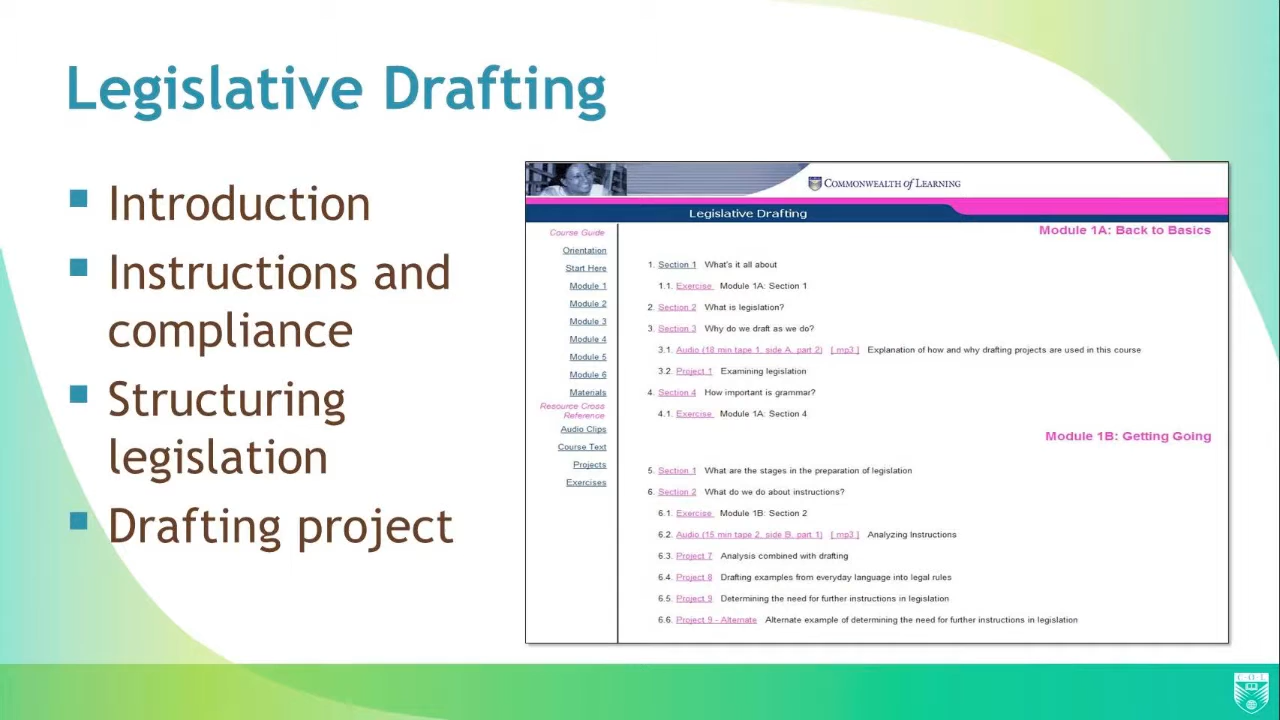 Legislative Drafting
Introduction
Instructions and
compliance
Structuring
legislation
Drafting project
COMMONWEALTH of LEARNING
Legislative Drafting
Course Guide
Orientation
Start Here
Module 1
Module 2
Module 3
Module 4
Module 5
Module 6
Materials
Resource Cross
Reference
Audio Clips
Course Text
Projects
Exercises
Module 1A: Back to Basics
1. Section 1 What's it all about
1.1. Exercise Module 1A: Section 1
2. Section 2 What is legislation?
3. Section 3 Why do we draft as we do?
3.1. Audio (18 min tape 1, side A, part 2) [.mp3 ] Explanation of how and why drafting projects are used in this course
3.2. Project 1 Examining legislation
4. Section 4 How important is grammar?
4.1. Exercise Module 1A: Section 4
Module 1B: Getting Going
5. Section 1 What are the stages in the preparation of legislation
6. Section 2 What do we do about instructions?
6.1. Exercise Module 1B: Section 2
6.2. Audio (15 min tape 2, side B, part 1) [.mp3 ] Analyzing Instructions
6.3. Project 7 Analysis combined with drafting
6.4. Project 8 Drafting examples from everyday language into legal rules
6.5. Project 9 Determining the need for further instructions in legislation
6.6. Project 9 - Alternate Alternate example of determining the need for further instructions in legislation
C·O·L